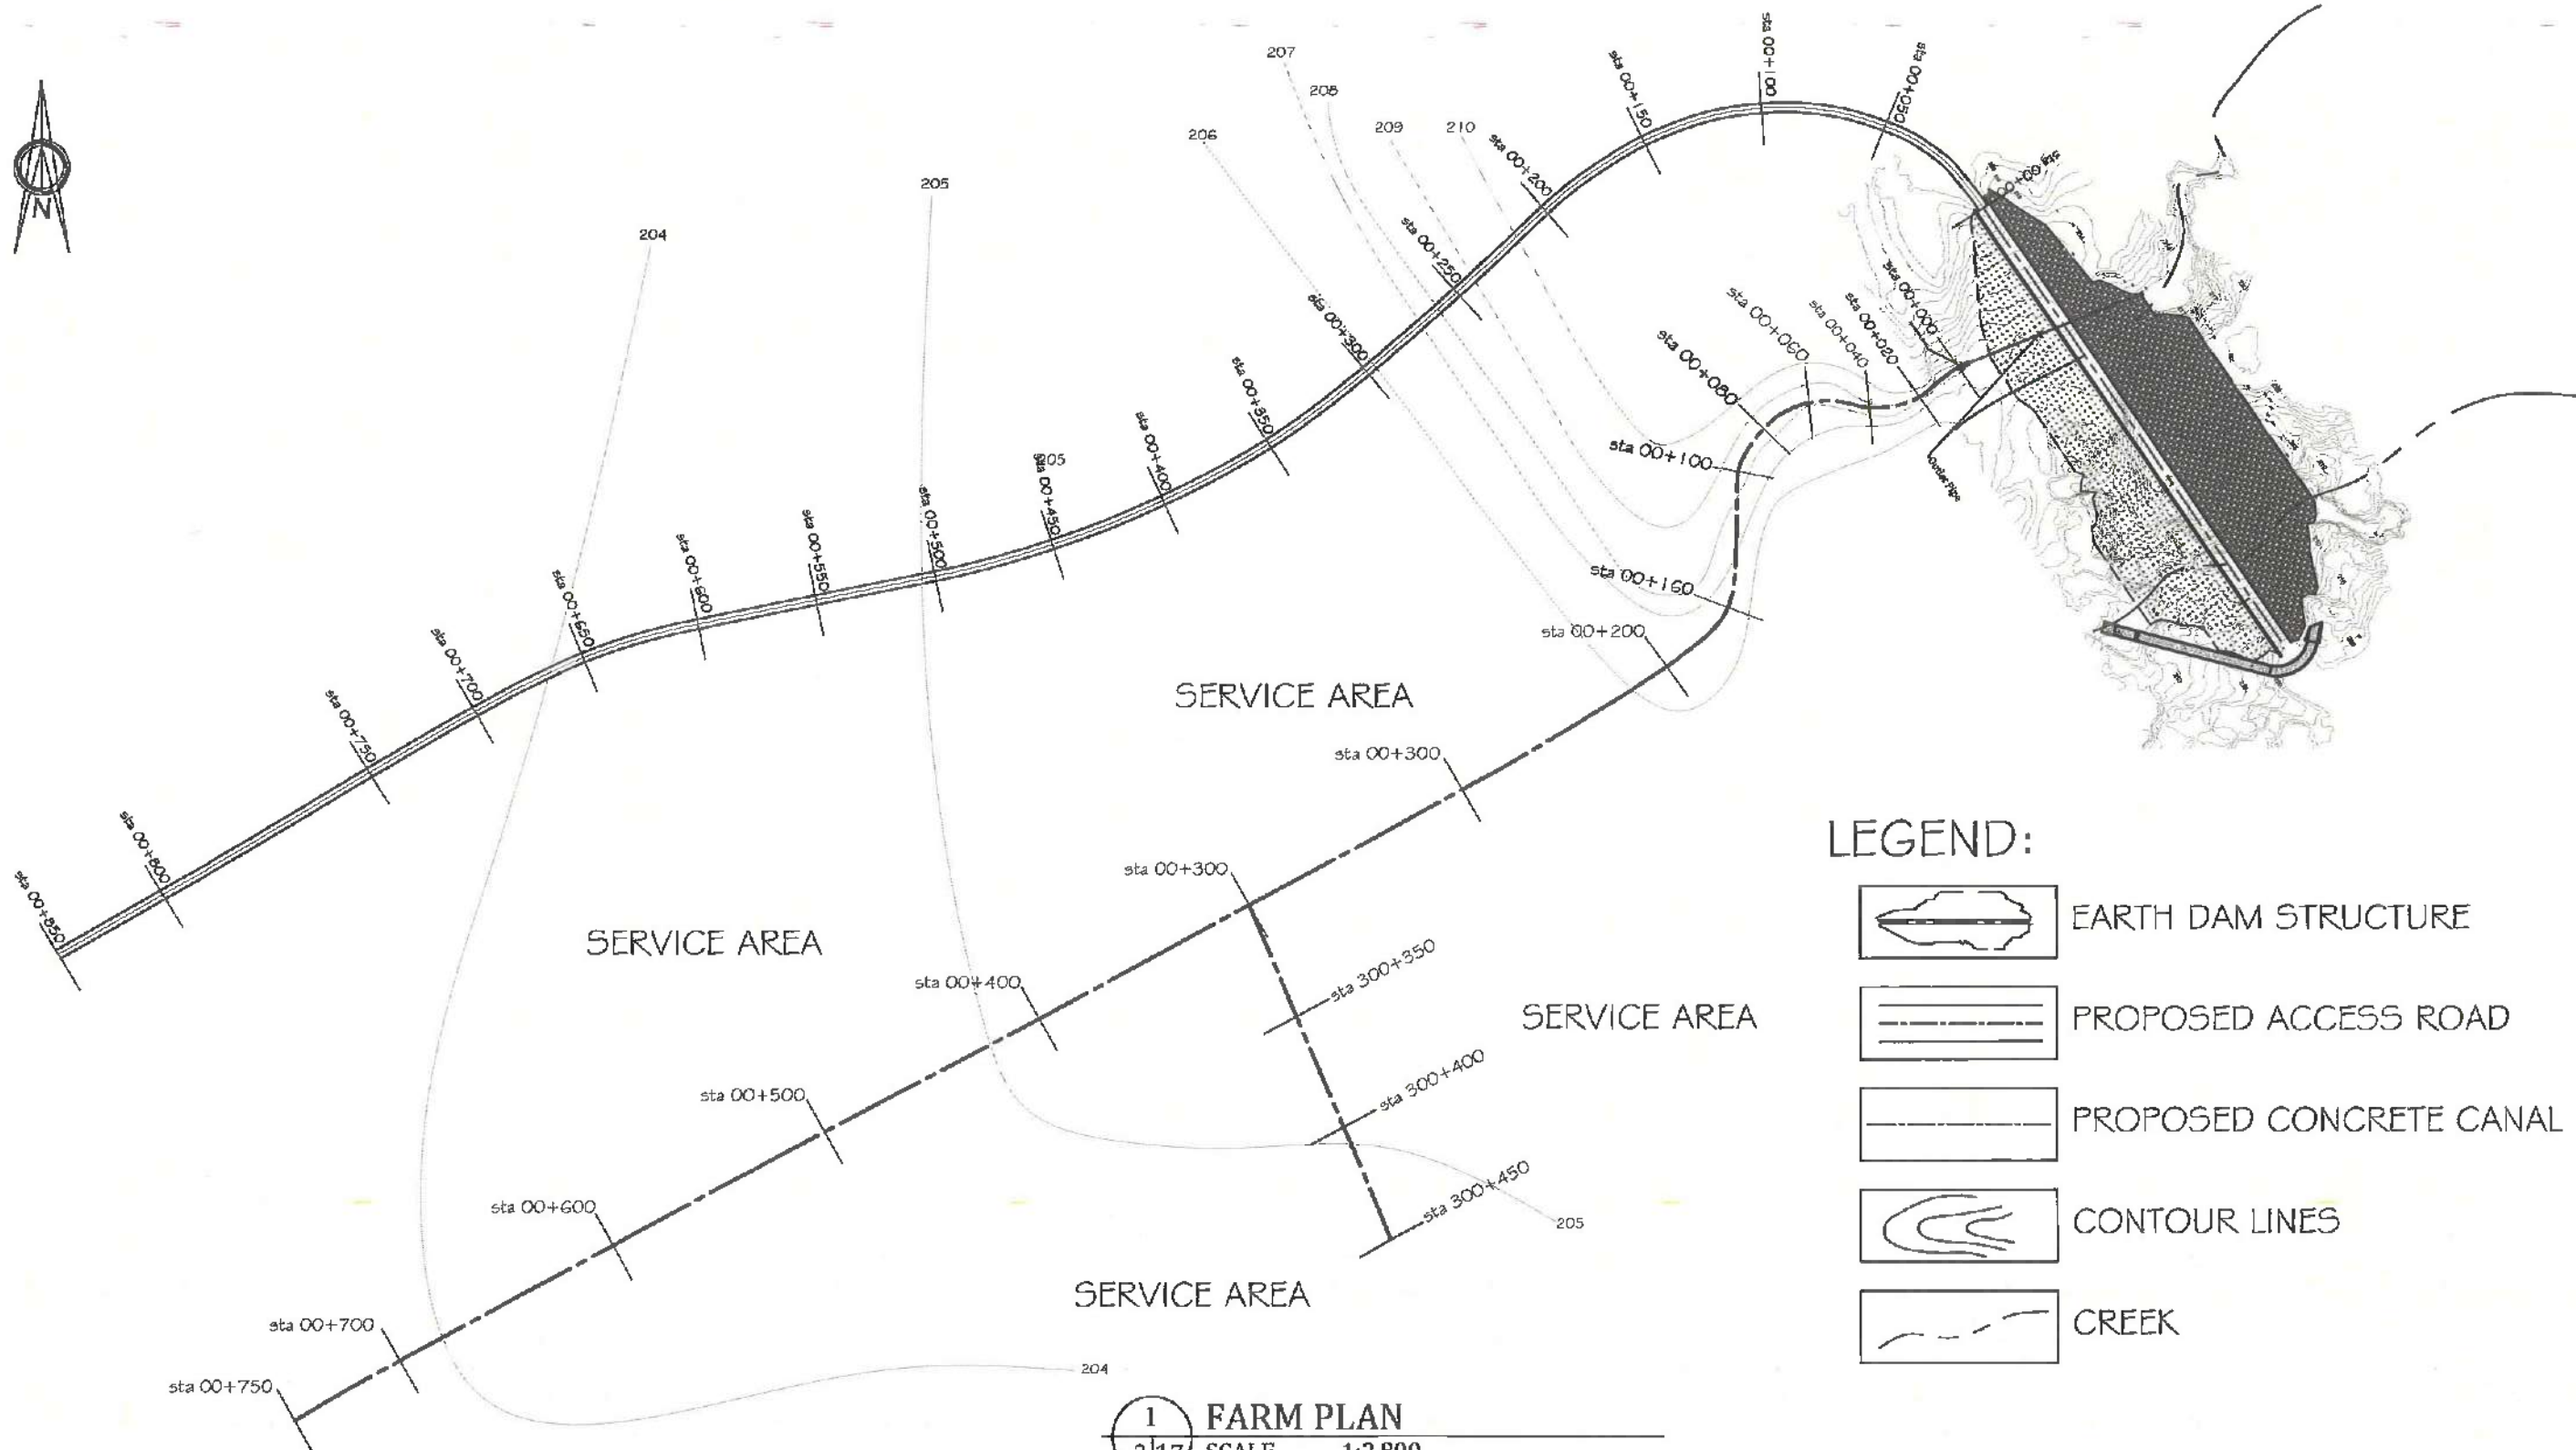 N
204
205
206
207
208
209
210
sta 00+050
sta 00+100
sta 00+150
sta 00+200
sta 00+250
sta 00+300
sta 00+350
sta 00+400
sta 00+450
205
sta 00+500
sta 00+550
sta 00+600
sta 00+650
sta 00+700
sta 00+750
sta 00+800
sta 00+850
sta 00+000
sta 00+020
sta 00+040
sta 00+060
sta 00+080
sta 00+100
sta 00+160
sta 00+200
sta 00+300
sta 00+300
sta 00+400
sta 00+500
sta 00+600
sta 00+700
sta 00+750
sta 300+350
sta 300+400
sta 300+450
205
204
Outlet Pipe
SERVICE AREA
SERVICE AREA
SERVICE AREA
SERVICE AREA
LEGEND:
EARTH DAM STRUCTURE
PROPOSED ACCESS ROAD
PROPOSED CONCRETE CANAL
CONTOUR LINES
CREEK
1
FARM PLAN
SCALE